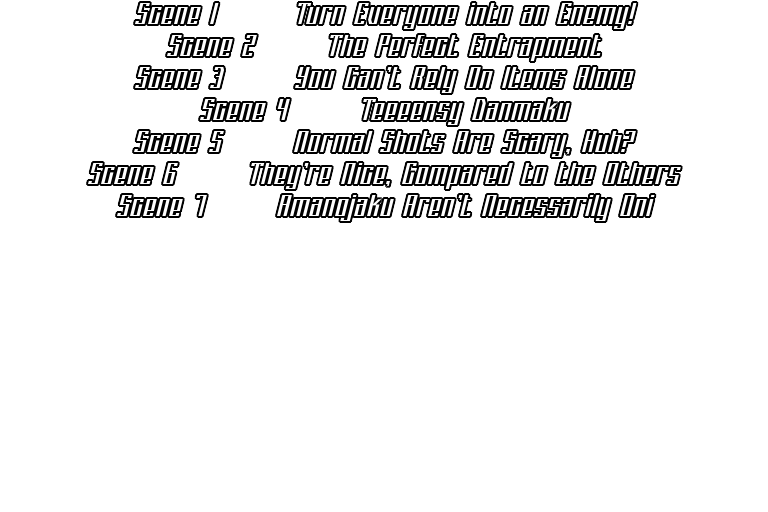 Scene 1 Turn Everyone into an Enemy!
Scene 2 The Perfect Entrapment
Scene 3 You Can't Rely On Items Alone
Scene 4 Teeeensy Danmaku
Scene 5 Normal Shots Are Scary, Huh?
Scene 6 They're Nice, Compared to the Others
Scene 7 Amanojaku Aren't Necessarily Oni